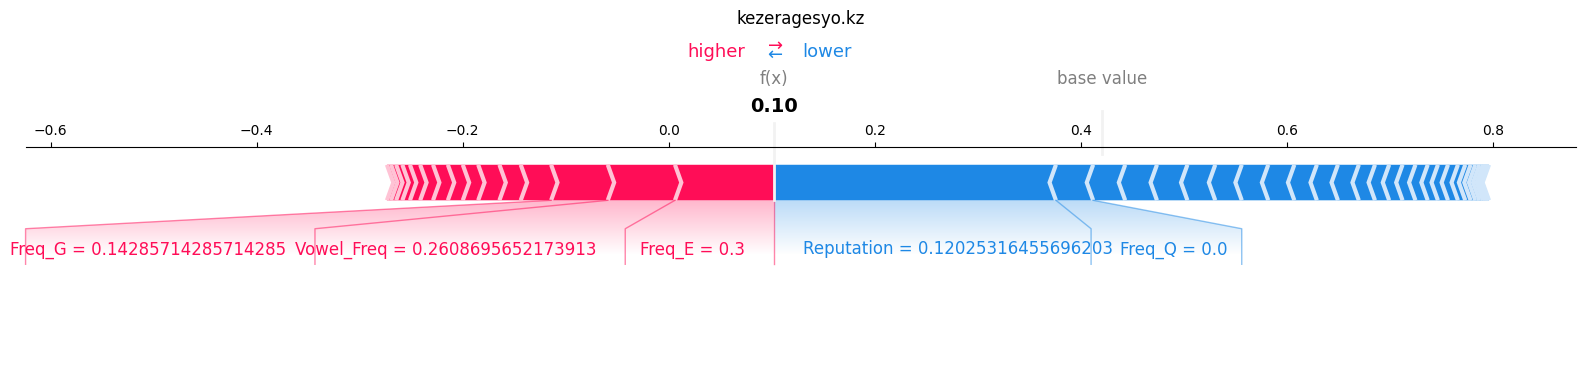 kezeragesyo.kz
higher ⇄ lower
f(x) base value
0.10
−0.6 −0.4 −0.2 0.0 0.2 0.4 0.6 0.8
Freq_G = 0.14285714285714285 Vowel_Freq = 0.2608695652173913 Freq_E = 0.3 Reputation = 0.12025316455696203 Freq_Q = 0.0